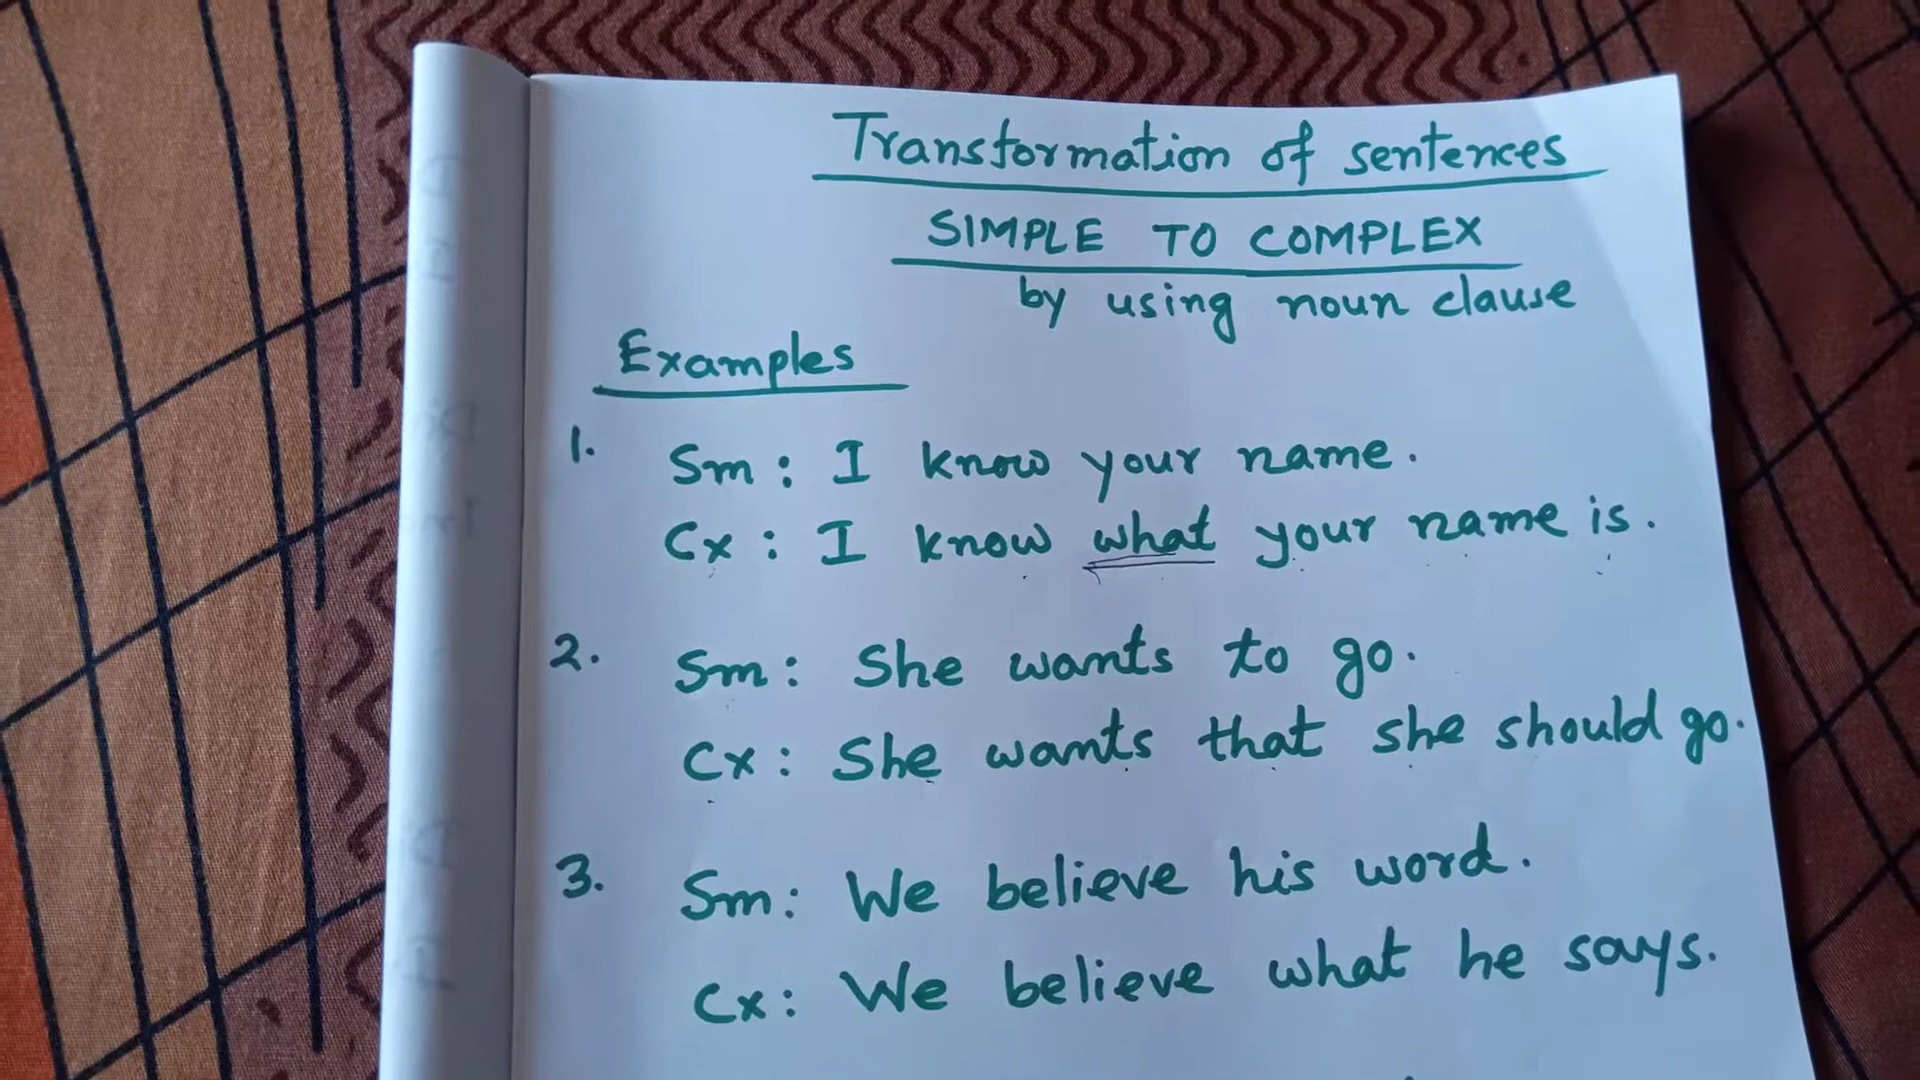 Transformation of sentences
SIMPLE TO COMPLEX
by using noun clause
Examples
1. Sm : I know your name.
Cx : I know what your name is.
2. Sm : She wants to go.
Cx : She wants that she should go.
3. Sm : We believe his word.
Cx : We believe what he says.